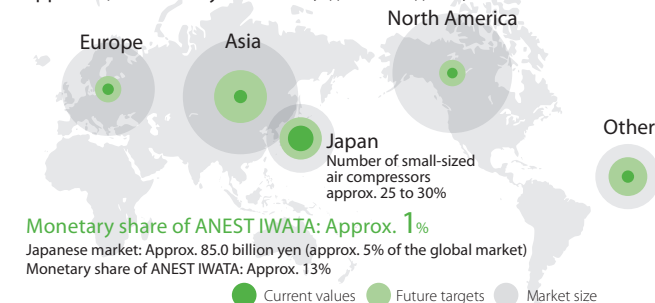 North America
Europe
Asia
Other
Japan
Number of small-sized
air compressors
approx. 25 to 30%
Monetary share of ANEST IWATA: Approx. 1%
Japanese market: Approx. 85.0 billion yen (approx. 5% of the global market)
Monetary share of ANEST IWATA: Approx. 13%
Current values
Future targets
Market size